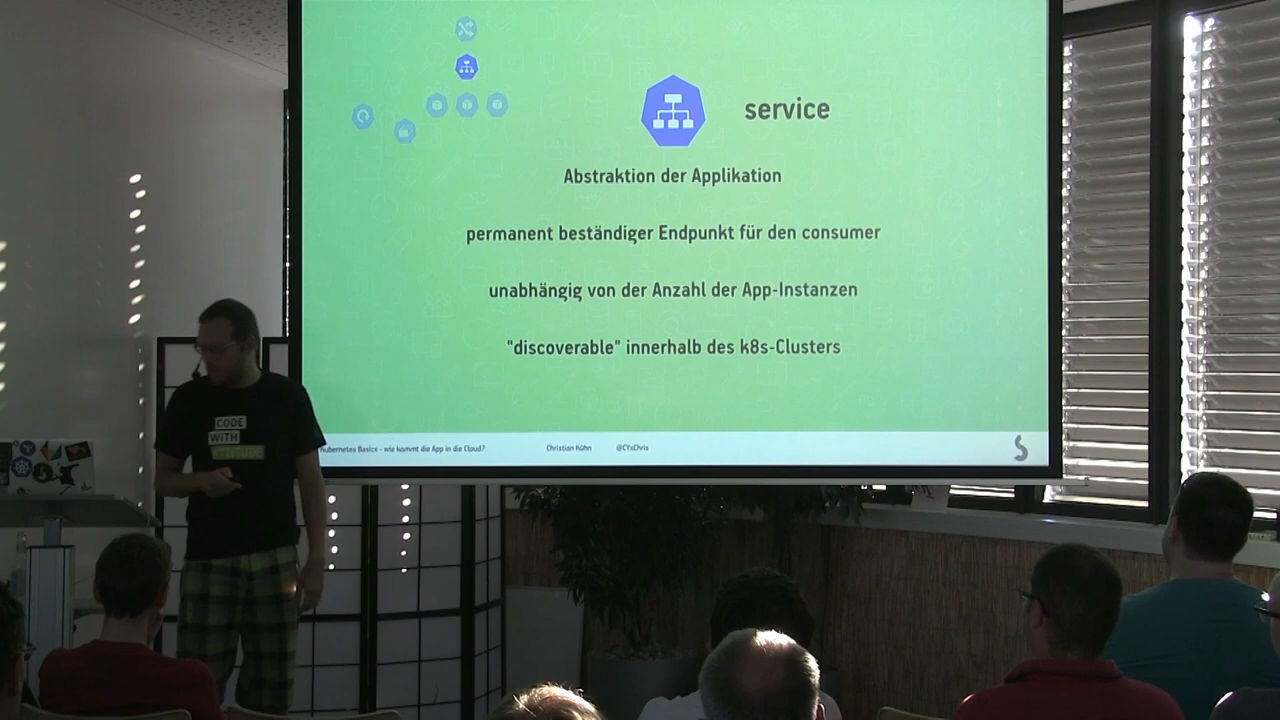 service
Abstraktion der Applikation
permanent beständiger Endpunkt für den consumer
unabhängig von der Anzahl der App-Instanzen
"discoverable" innerhalb des k8s-Clusters
CODE
WITH
ATTITUDE
Kubernetes Basics - wie kommt die App in die Cloud?
Christian Kühn
@CYxChris